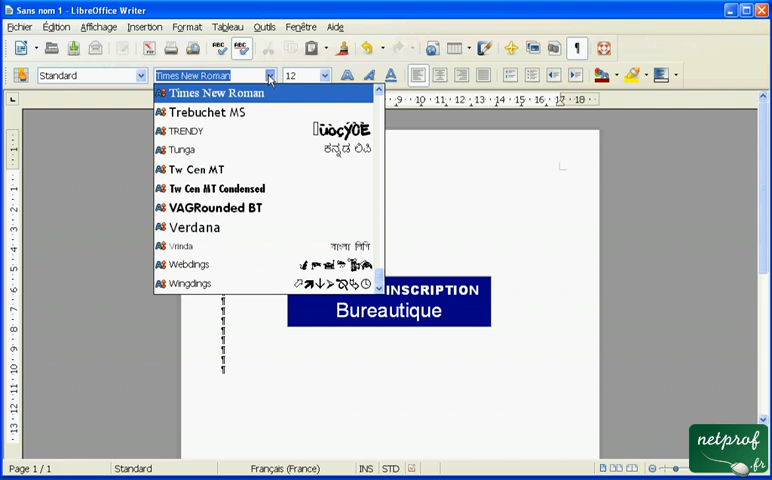 Sans nom 1 - LibreOffice Writer
Fichier Édition Affichage Insertion Format Tableau Outils Fenêtre Aide
Standard Times New Roman 12
Times New Roman
Trebuchet MS
TRENDY
Tunga ಕನ್ನಡ ಲಿಪಿ
Tw Cen MT
Tw Cen MT Condensed
VAGRounded BT
Verdana
Vrinda বাংলা লিপি
Webdings
Wingdings
INSCRIPTION
Bureautique
Page 1 / 1 Standard Français (France) INS STD
netprof
.fr